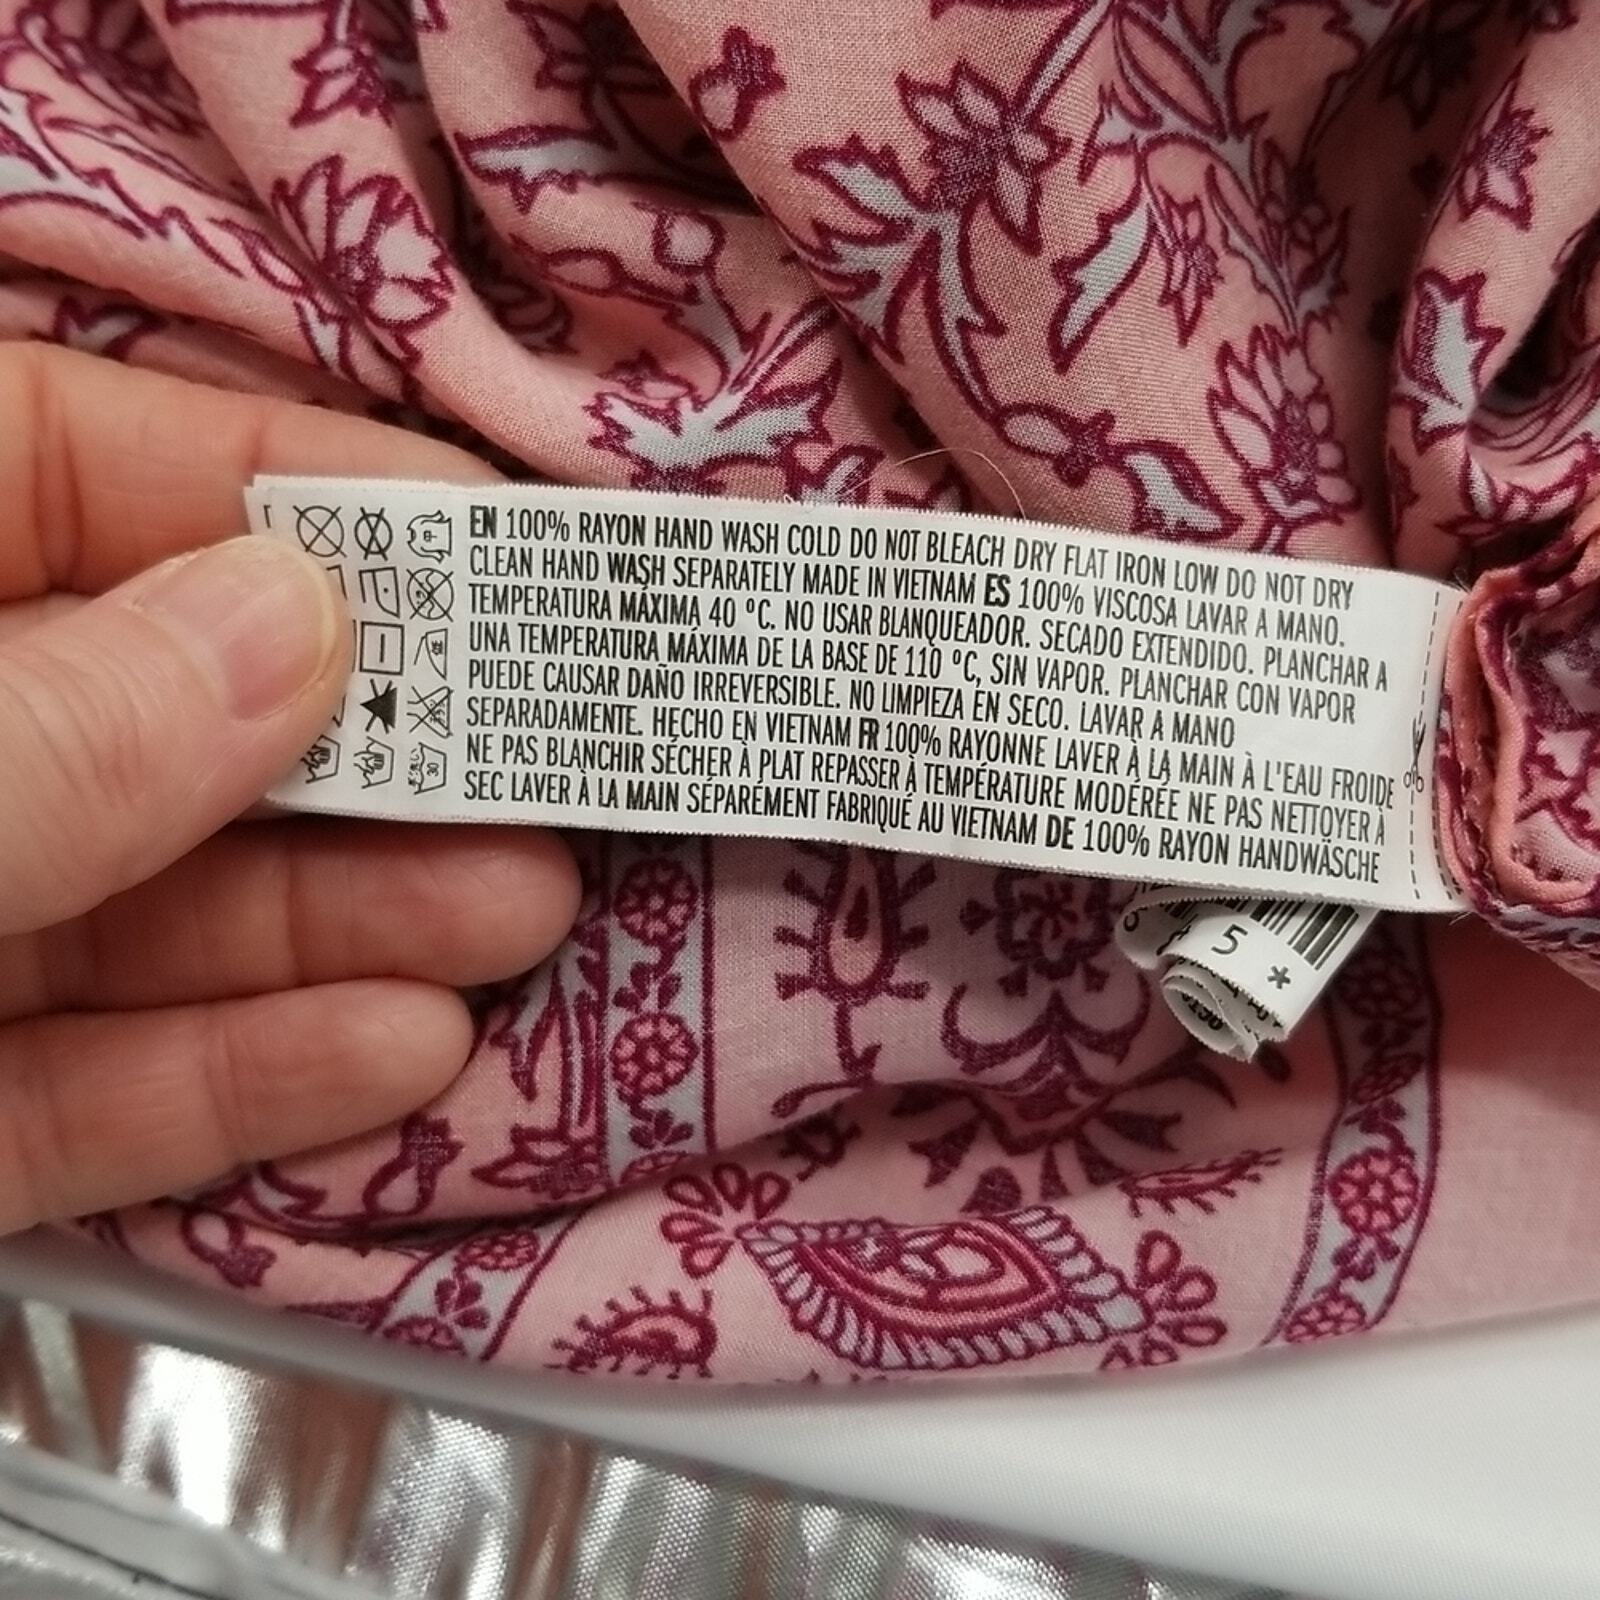 EN 100% RAYON HAND WASH COLD DO NOT BLEACH DRY FLAT IRON LOW DO NOT DRY
CLEAN HAND WASH SEPARATELY MADE IN VIETNAM ES 100% VISCOSA LAVAR A MANO.
TEMPERATURA MÁXIMA 40 ºC. NO USAR BLANQUEADOR. SECADO EXTENDIDO. PLANCHAR A
UNA TEMPERATURA MÁXIMA DE LA BASE DE 110 ºC, SIN VAPOR. PLANCHAR CON VAPOR
PUEDE CAUSAR DAÑO IRREVERSIBLE. NO LIMPIEZA EN SECO. LAVAR A MANO
SEPARADAMENTE. HECHO EN VIETNAM FR 100% RAYONNE LAVER À LA MAIN À L'EAU FROIDE
NE PAS BLANCHIR SÉCHER À PLAT REPASSER À TEMPÉRATURE MODÉRÉE NE PAS NETTOYER À
SEC LAVER À LA MAIN SÉPARÉMENT FABRIQUÉ AU VIETNAM DE 100% RAYON HANDWÄSCHE
30
5 *